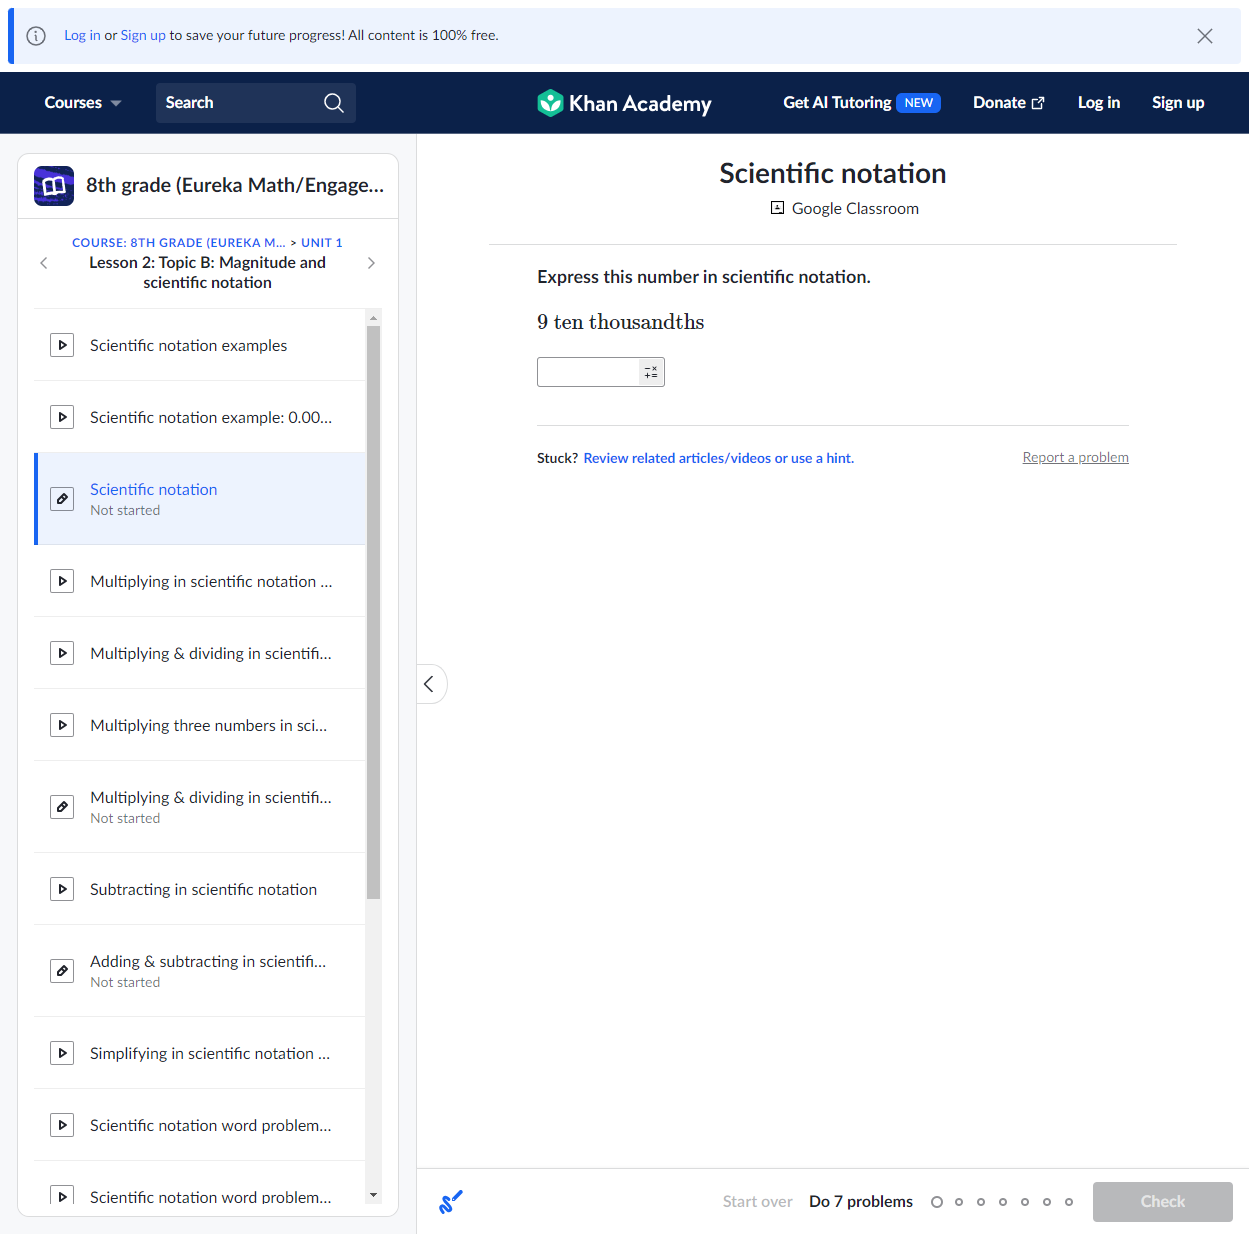 Log in or Sign up to save your future progress! All content is 100% free.
Courses
Search
Khan Academy
Get AI Tutoring NEW
Donate
Log in
Sign up
8th grade (Eureka Math/Engage...
COURSE: 8TH GRADE (EUREKA M... > UNIT 1
Lesson 2: Topic B: Magnitude and
scientific notation
Scientific notation examples
Scientific notation example: 0.00...
Scientific notation
Not started
Multiplying in scientific notation ...
Multiplying & dividing in scientifi...
Multiplying three numbers in sci...
Multiplying & dividing in scientifi...
Not started
Subtracting in scientific notation
Adding & subtracting in scientifi...
Not started
Simplifying in scientific notation ...
Scientific notation word problem...
Scientific notation word problem...
Scientific notation
Google Classroom
Express this number in scientific notation.
9 ten thousandths
Stuck? Review related articles/videos or use a hint.
Report a problem
Start over
Do 7 problems
Check